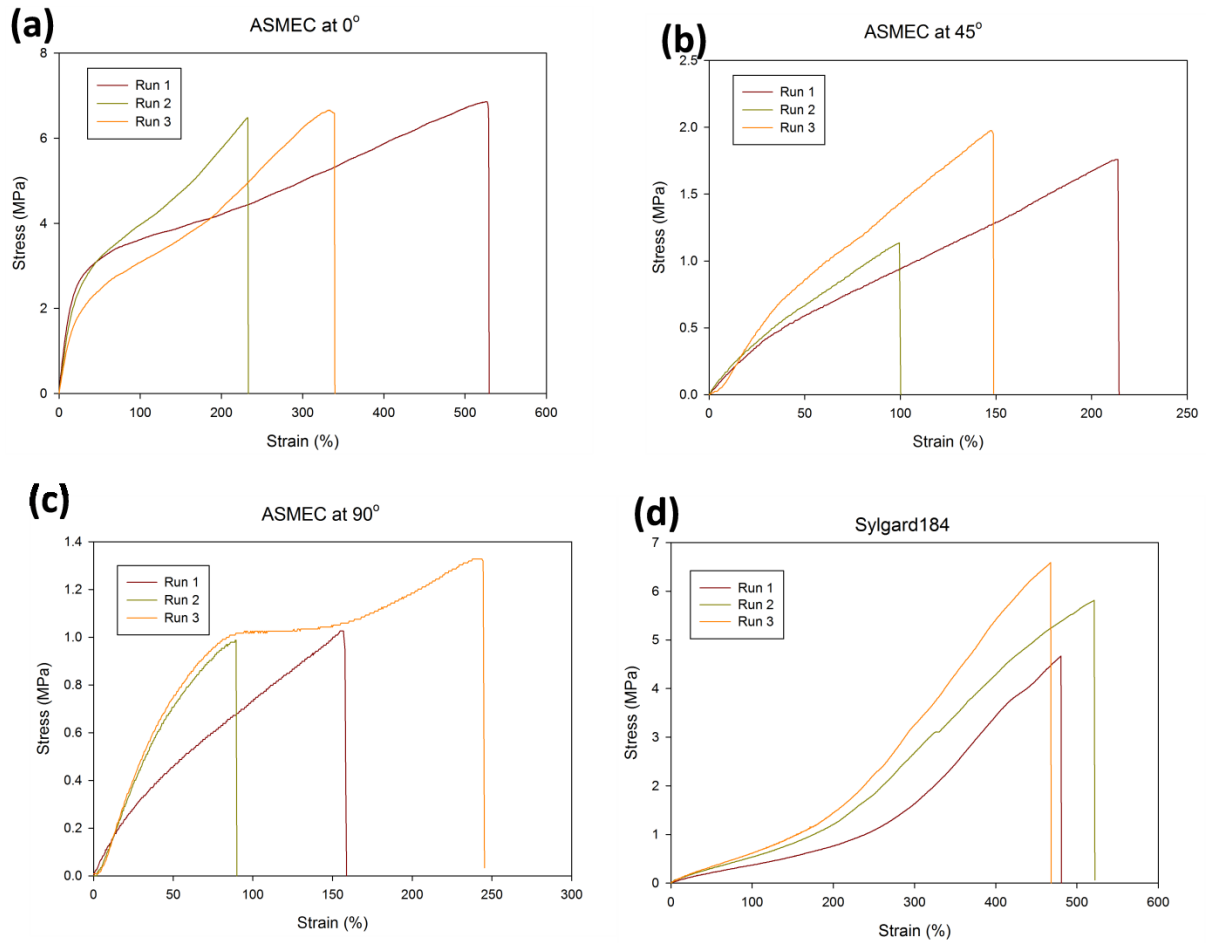 (a)
ASMEC at 0°
Stress (MPa)
8
6
4
2
0
Run 1
Run 2
Run 3
0 100 200 300 400 500 600
Strain (%)
(b)
ASMEC at 45°
Stress (MPa)
2.5
2.0
1.5
1.0
0.5
0.0
Run 1
Run 2
Run 3
0 50 100 150 200 250
Strain (%)
(c)
ASMEC at 90°
Stress (MPa)
1.4
1.2
1.0
0.8
0.6
0.4
0.2
0.0
Run 1
Run 2
Run 3
0 50 100 150 200 250 300
Strain (%)
(d)
Sylgard184
Stress (MPa)
7
6
5
4
3
2
1
0
Run 1
Run 2
Run 3
0 100 200 300 400 500 600
Strain (%)